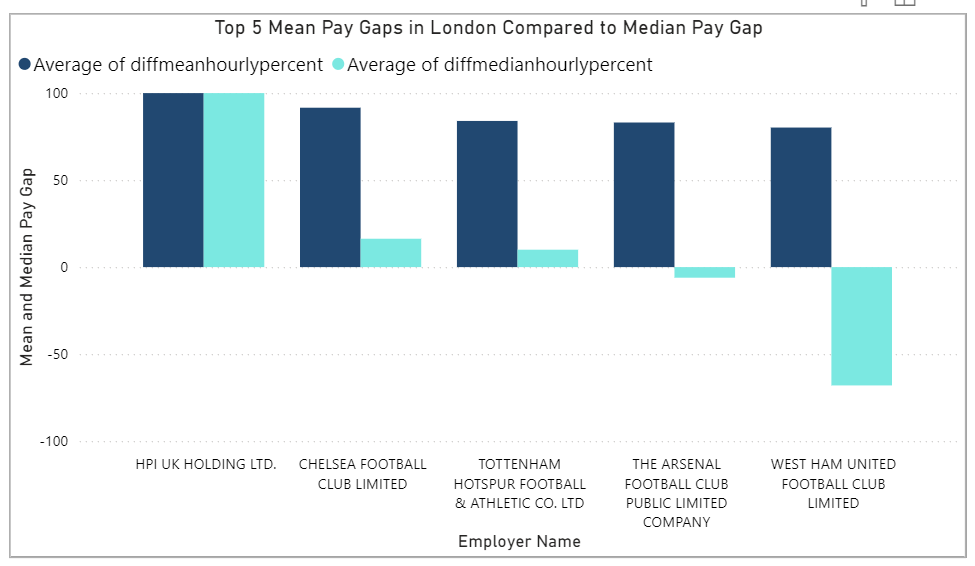 Top 5 Mean Pay Gaps in London Compared to Median Pay Gap
Average of diffmeanhourlypercent Average of diffmedianhourlypercent
Mean and Median Pay Gap
100
50
0
-50
-100
HPI UK HOLDING LTD.
CHELSEA FOOTBALL
CLUB LIMITED
TOTTENHAM
HOTSPUR FOOTBALL
& ATHLETIC CO. LTD
THE ARSENAL
FOOTBALL CLUB
PUBLIC LIMITED
COMPANY
WEST HAM UNITED
FOOTBALL CLUB
LIMITED
Employer Name